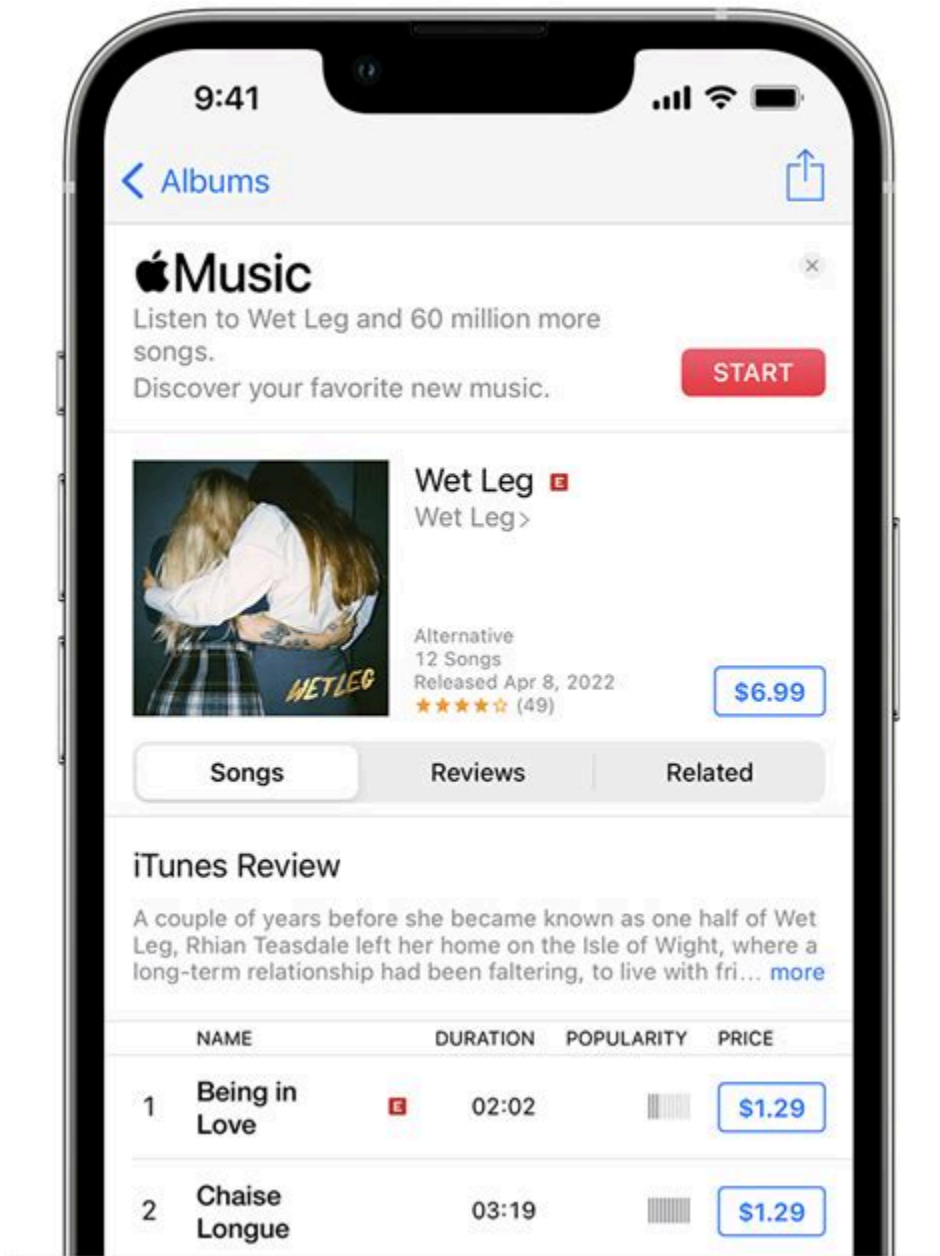 9:41
Albums
Music
Listen to Wet Leg and 60 million more
songs.
Discover your favorite new music.
START
Wet Leg E
Wet Leg>
Alternative
12 Songs
Released Apr 8, 2022
(49)
$6.99
WET LEG
Songs Reviews Related
iTunes Review
A couple of years before she became known as one half of Wet
Leg, Rhian Teasdale left her home on the Isle of Wight, where a
long-term relationship had been faltering, to live with fri... more
NAME DURATION POPULARITY PRICE
1 Being in
Love E 02:02 $1.29
2 Chaise
Longue 03:19 $1.29